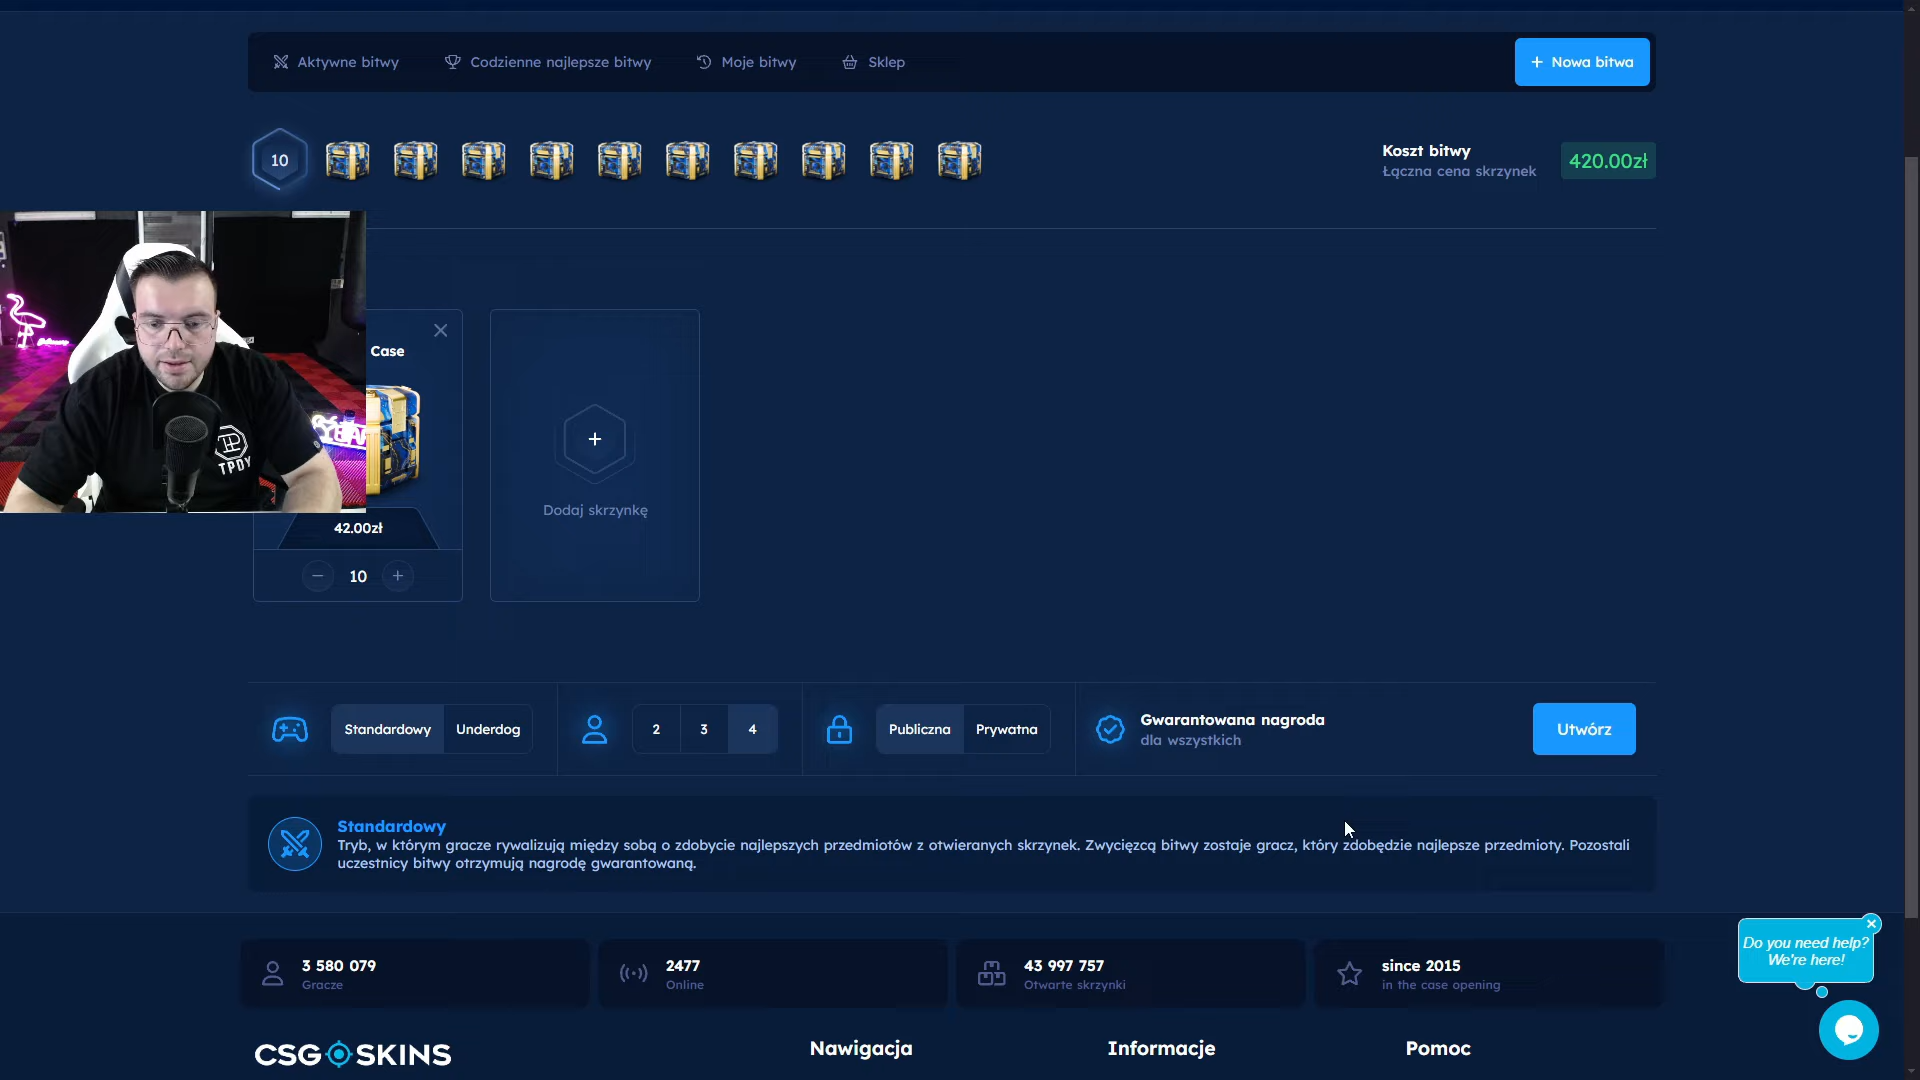 Aktywne bitwy
Codzienne najlepsze bitwy
Moje bitwy
Sklep
+ Nowa bitwa
10
Koszt bitwy
Łączna cena skrzynek
420.00zł
Case
TPDY
42.00zł
10
Dodaj skrzynkę
Standardowy
Underdog
2
3
4
Publiczna
Prywatna
Gwarantowana nagroda
dla wszystkich
Utwórz
Standardowy
Tryb, w którym gracze rywalizują między sobą o zdobycie najlepszych przedmiotów z otwieranych skrzynek. Zwycięzcą bitwy zostaje gracz, który zdobędzie najlepsze przedmioty. Pozostali
uczestnicy bitwy otrzymują nagrodę gwarantowaną.
Do you need help?
We're here!
3 580 079
Gracze
2477
Online
43 997 757
Otwarte skrzynki
since 2015
in the case opening
CSGOSKINS
Nawigacja
Informacje
Pomoc